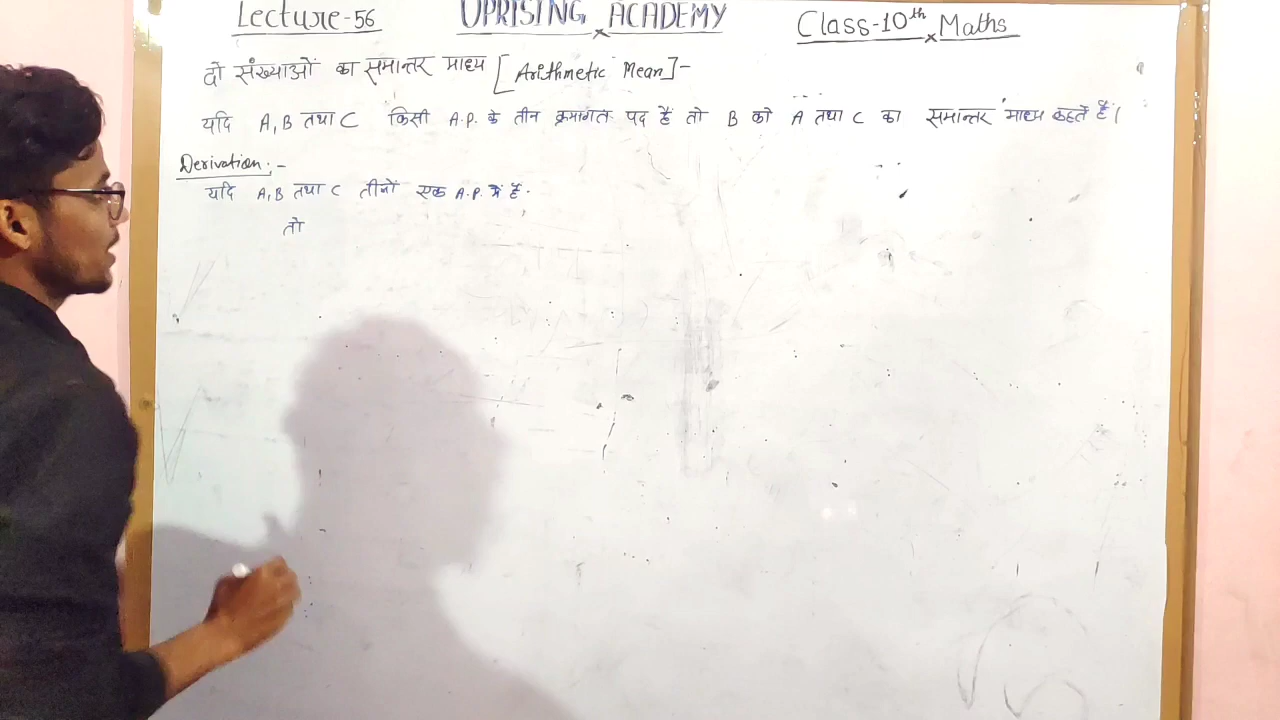 Lecture-56 UPRISING ACADEMY Class-10th Maths
दो संख्याओं का समान्तर माध्य [Arithmetic Mean]-
यदि A,B तथा C किसी A.P. के तीन क्रमागत पद हैं तो B को A तथा C का समान्तर माध्य कहते हैं।
Derivation:-
यदि A,B तथा C तीनों एक A.P. में हैं.
तो